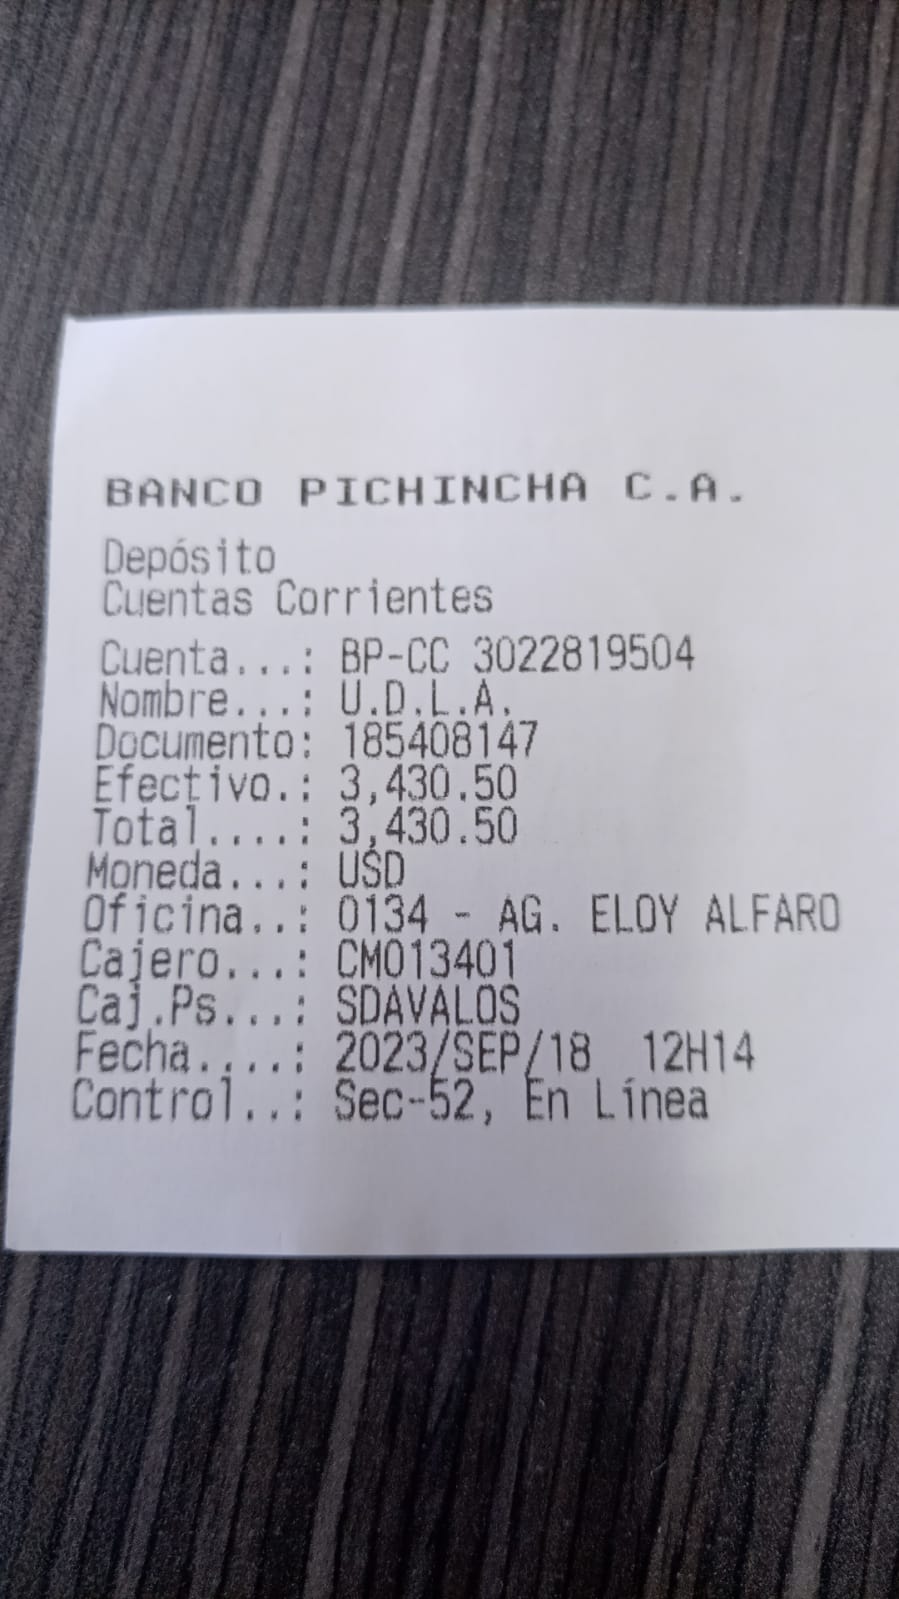 BANCO PICHINCHA C.A.
Depósito
Cuentas Corrientes
Cuenta...: BP-CC 3022819504
Nombre...: U.D.L.A.
Documento: 185408147
Efectivo.: 3,430.50
Total....: 3,430.50
Moneda...: USD
Oficina..: 0134 - AG. ELOY ALFARO
Cajero...: CM013401
Caj.Ps...: SDAVALOS
Fecha....: 2023/SEP/18  12H14
Control..: Sec-52, En Línea